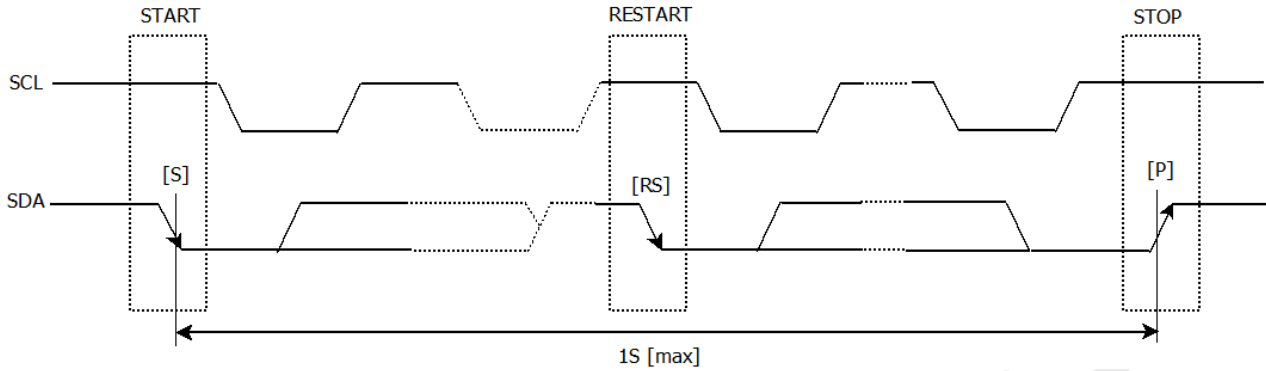 START
RESTART
STOP
SCL
[S]
[RS]
[P]
SDA
1S [max]